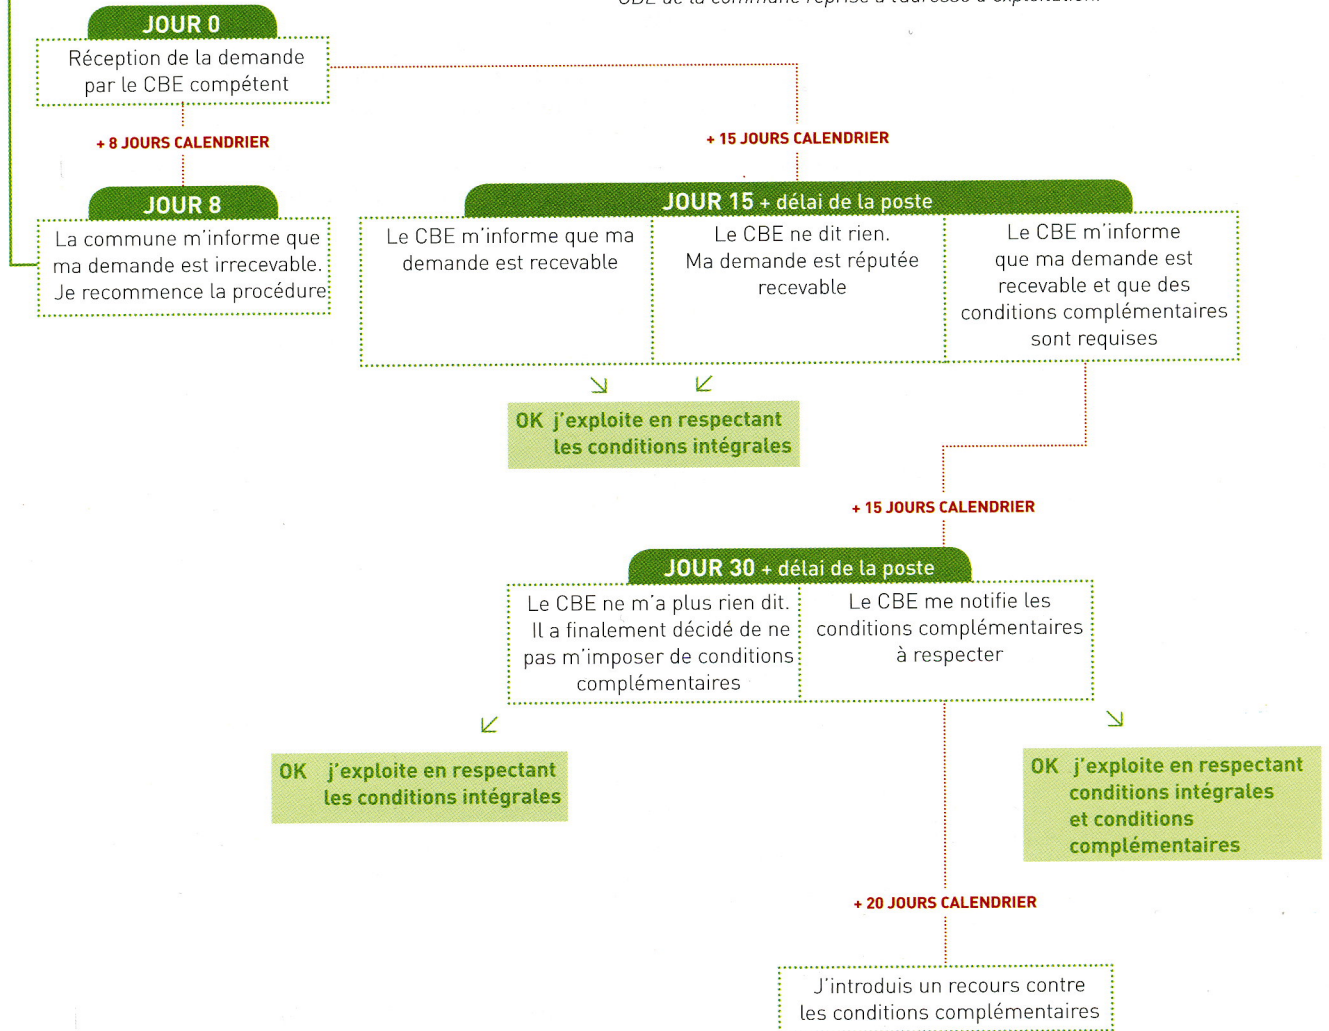 CBE de la commune reprise à l'adresse d'exploitation.
JOUR 0
Réception de la demande
par le CBE compétent
+ 8 JOURS CALENDRIER
+ 15 JOURS CALENDRIER
JOUR 8
La commune m'informe que
ma demande est irrecevable.
Je recommence la procédure
JOUR 15 + délai de la poste
Le CBE m'informe que ma
demande est recevable
Le CBE ne dit rien.
Ma demande est réputée
recevable
Le CBE m'informe
que ma demande est
recevable et que des
conditions complémentaires
sont requises
OK j'exploite en respectant
les conditions intégrales
+ 15 JOURS CALENDRIER
JOUR 30 + délai de la poste
Le CBE ne m'a plus rien dit.
Il a finalement décidé de ne
pas m'imposer de conditions
complémentaires
Le CBE me notifie les
conditions complémentaires
à respecter
OK j'exploite en respectant
les conditions intégrales
OK j'exploite en respectant
conditions intégrales
et conditions
complémentaires
+ 20 JOURS CALENDRIER
J'introduis un recours contre
les conditions complémentaires